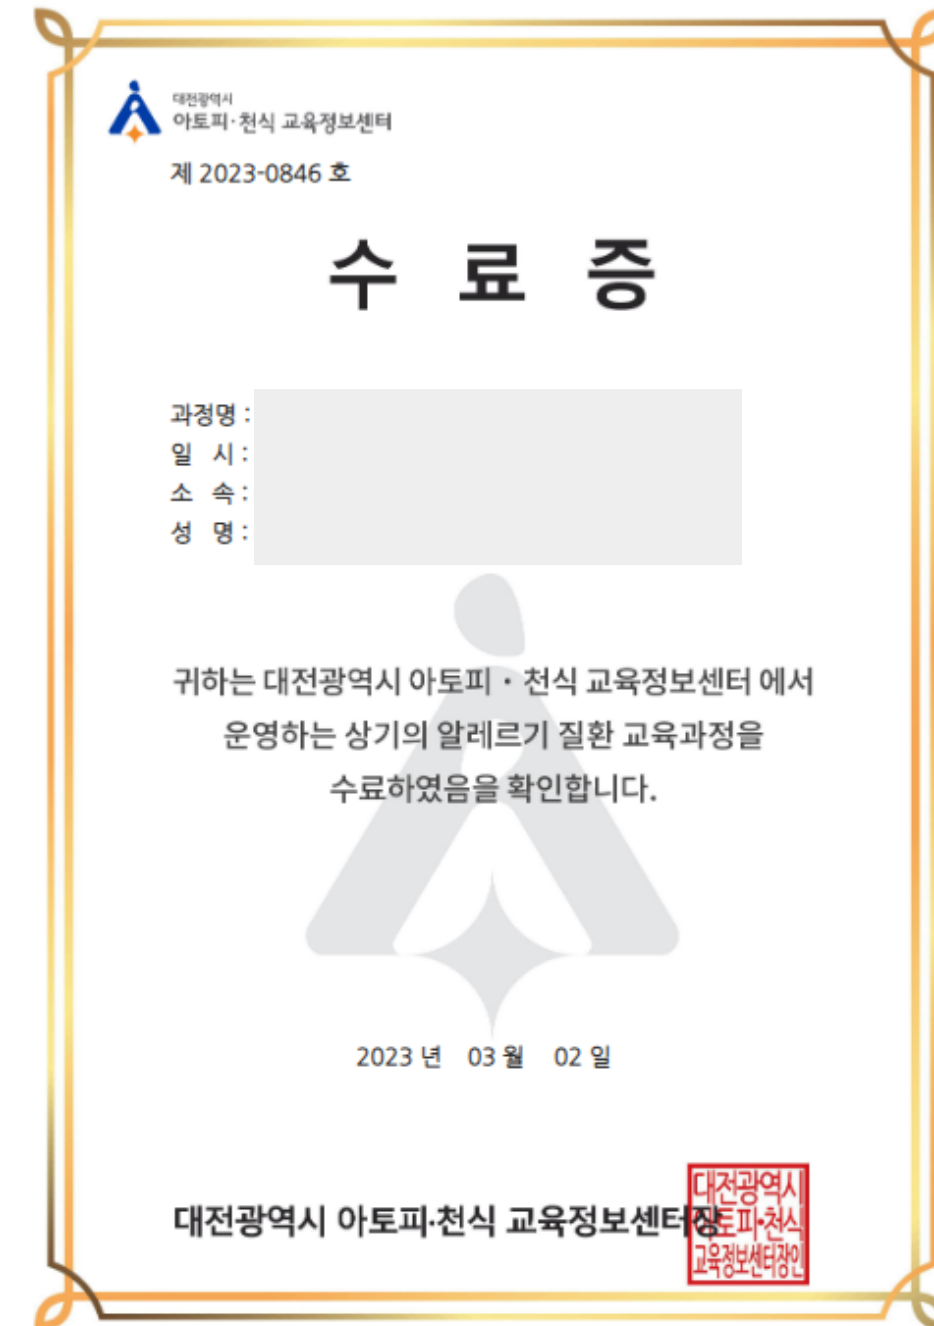 대전광역시
아토피·천식 교육정보센터
제 2023-0846 호
수 료 증
과정명 :
일 시 :
소 속 :
성 명 :
귀하는 대전광역시 아토피 · 천식 교육정보센터 에서
운영하는 상기의 알레르기 질환 교육과정을
수료하였음을 확인합니다.
2023 년 03 월 02 일
대전광역시 아토피·천식 교육정보센터장
대전광역시
아토피·천식
교육정보센터장인